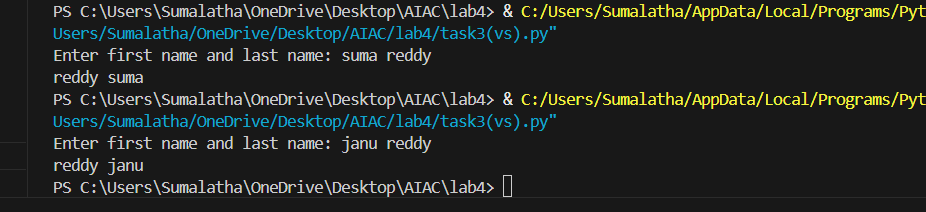 PS C:\Users\Sumalatha\OneDrive\Desktop\AIAC\lab4> & C:/Users/Sumalatha/AppData/Local/Programs/Pyt
Users/Sumalatha/OneDrive/Desktop/AIAC/lab4/task3(vs).py"
Enter first name and last name: suma reddy
reddy suma
PS C:\Users\Sumalatha\OneDrive\Desktop\AIAC\lab4> & C:/Users/Sumalatha/AppData/Local/Programs/Pyt
Users/Sumalatha/OneDrive/Desktop/AIAC/lab4/task3(vs).py"
Enter first name and last name: janu reddy
reddy janu
PS C:\Users\Sumalatha\OneDrive\Desktop\AIAC\lab4>